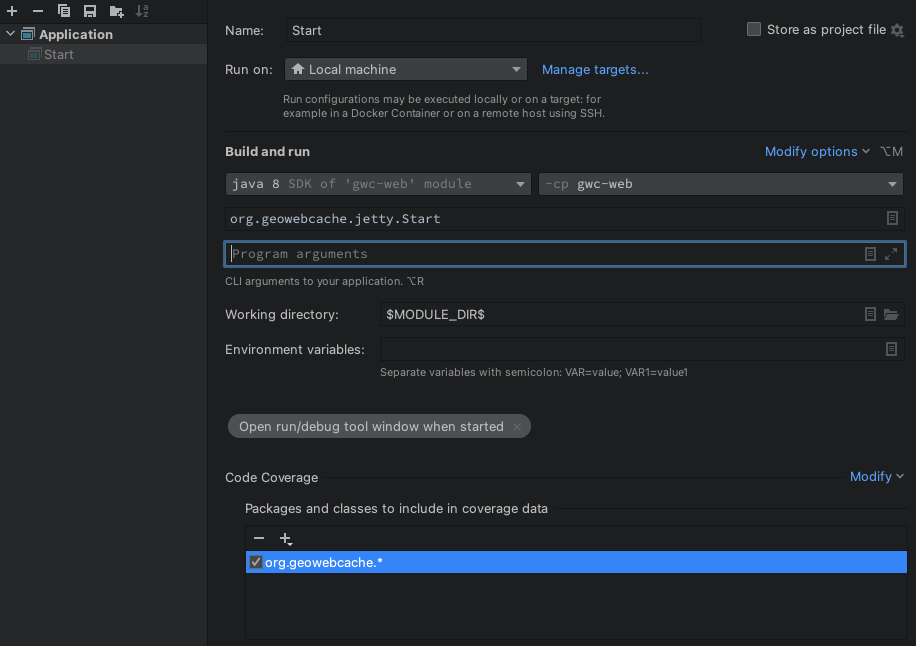 Application
Start
Name:
Start
Store as project file
Run on:
Local machine
Manage targets...
Run configurations may be executed locally or on a target: for
example in a Docker Container or on a remote host using SSH.
Build and run
Modify options
⌥M
java 8 SDK of 'gwc-web' module
-cp gwc-web
org.geowebcache.jetty.Start
Program arguments
CLI arguments to your application. ⌥R
Working directory:
$MODULE_DIR$
Environment variables:
Separate variables with semicolon: VAR=value; VAR1=value1
Open run/debug tool window when started
Code Coverage
Modify
Packages and classes to include in coverage data
org.geowebcache.*